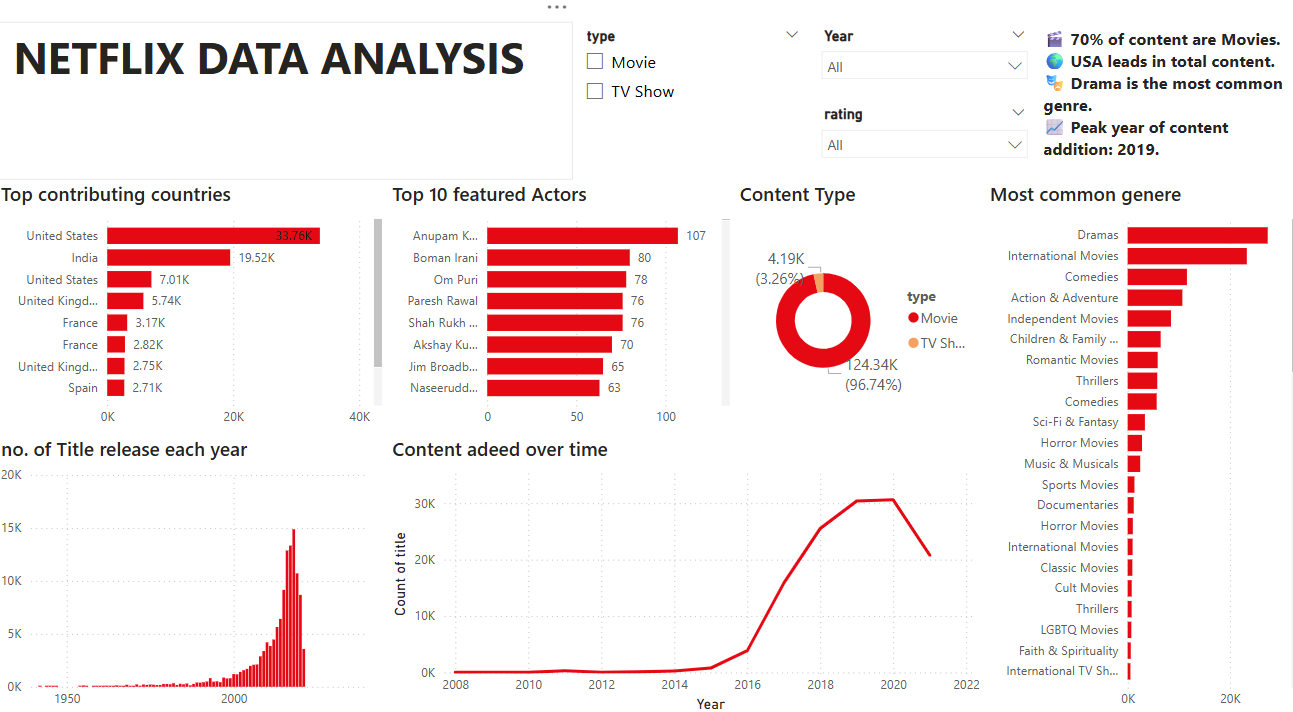 NETFLIX DATA ANALYSIS
type
Movie
TV Show
Year
All
rating
All
🎬 70% of content are Movies.
🌍 USA leads in total content.
🎭 Drama is the most common
genre.
📈 Peak year of content
addition: 2019.
Top contributing countries
United States 33.76K
India 19.52K
United States 7.01K
United Kingd... 5.74K
France 3.17K
France 2.82K
United Kingd... 2.75K
Spain 2.71K
0K 20K 40K
Top 10 featured Actors
Anupam K... 107
Boman Irani 80
Om Puri 78
Paresh Rawal 76
Shah Rukh ... 76
Akshay Ku... 70
Jim Broadb... 65
Naseerudd... 63
0 50 100
Content Type
4.19K
(3.26%)
124.34K
(96.74%)
type
Movie
TV Sh...
Most common genere
Dramas
International Movies
Comedies
Action & Adventure
Independent Movies
Children & Family ...
Romantic Movies
Thrillers
Comedies
Sci-Fi & Fantasy
Horror Movies
Music & Musicals
Sports Movies
Documentaries
Horror Movies
International Movies
Classic Movies
Cult Movies
Thrillers
LGBTQ Movies
Faith & Spirituality
International TV Sh...
0K 20K
no. of Title release each year
20K
15K
10K
5K
0K
1950 2000
Content adeed over time
Count of title
30K
20K
10K
0K
2008 2010 2012 2014 2016 2018 2020 2022
Year